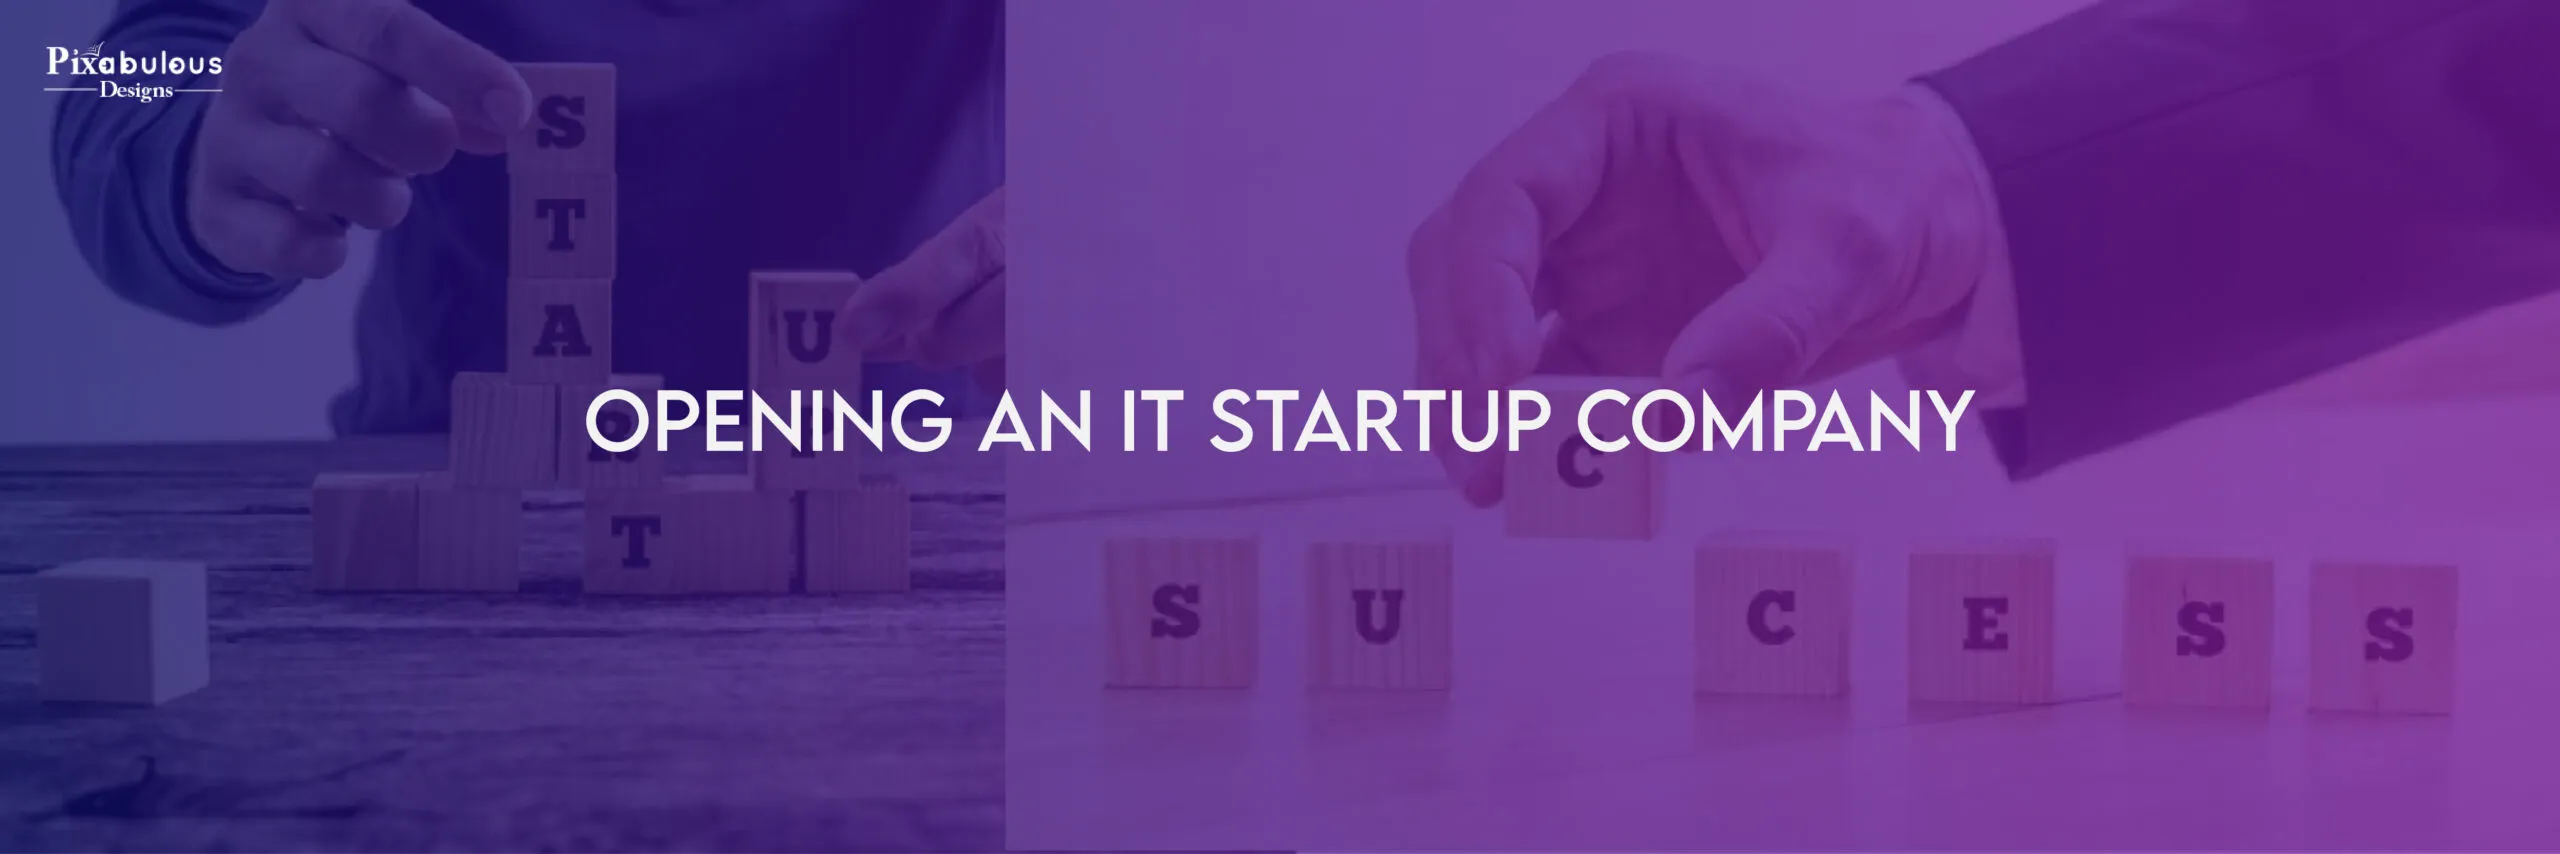 Pixabulous
Designs
S
T
A
R
T
U
P
OPENING AN IT STARTUP COMPANY
C
S U C E S S